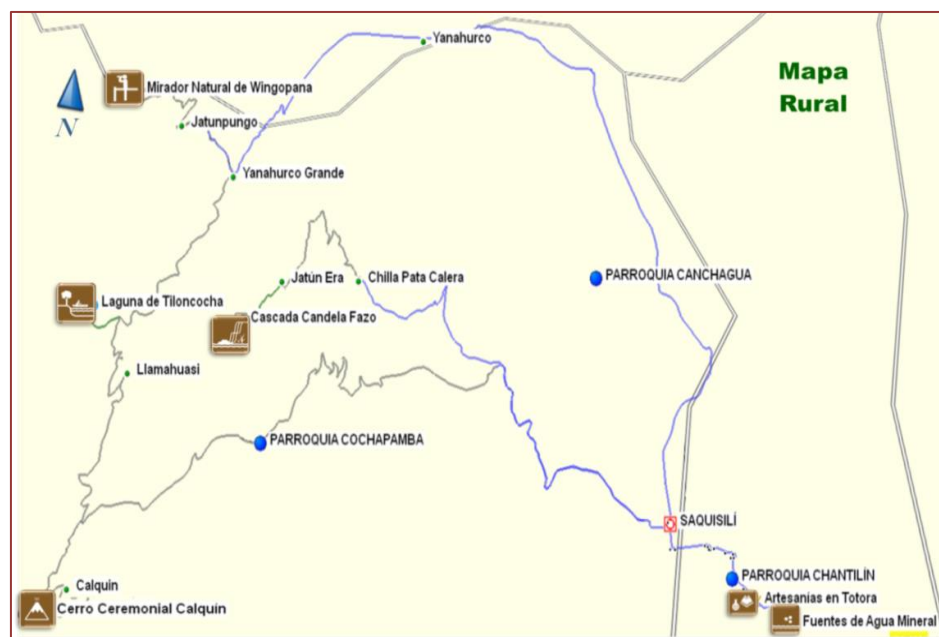 Yanahurco
Mapa
Rural
Mirador Natural de Wingopana
N
Jatunpungo
Yanahurco Grande
Jatún Era
Chilla Pata Calera
PARROQUIA CANCHAGUA
Laguna de Tiloncocha
Cascada Candela Fazo
Llamahuasi
PARROQUIA COCHAPAMBA
SAQUISILÍ
Calquin
PARROQUIA CHANTILÍN
Artesanías en Totora
Cerro Ceremonial Calquín
Fuentes de Agua Mineral